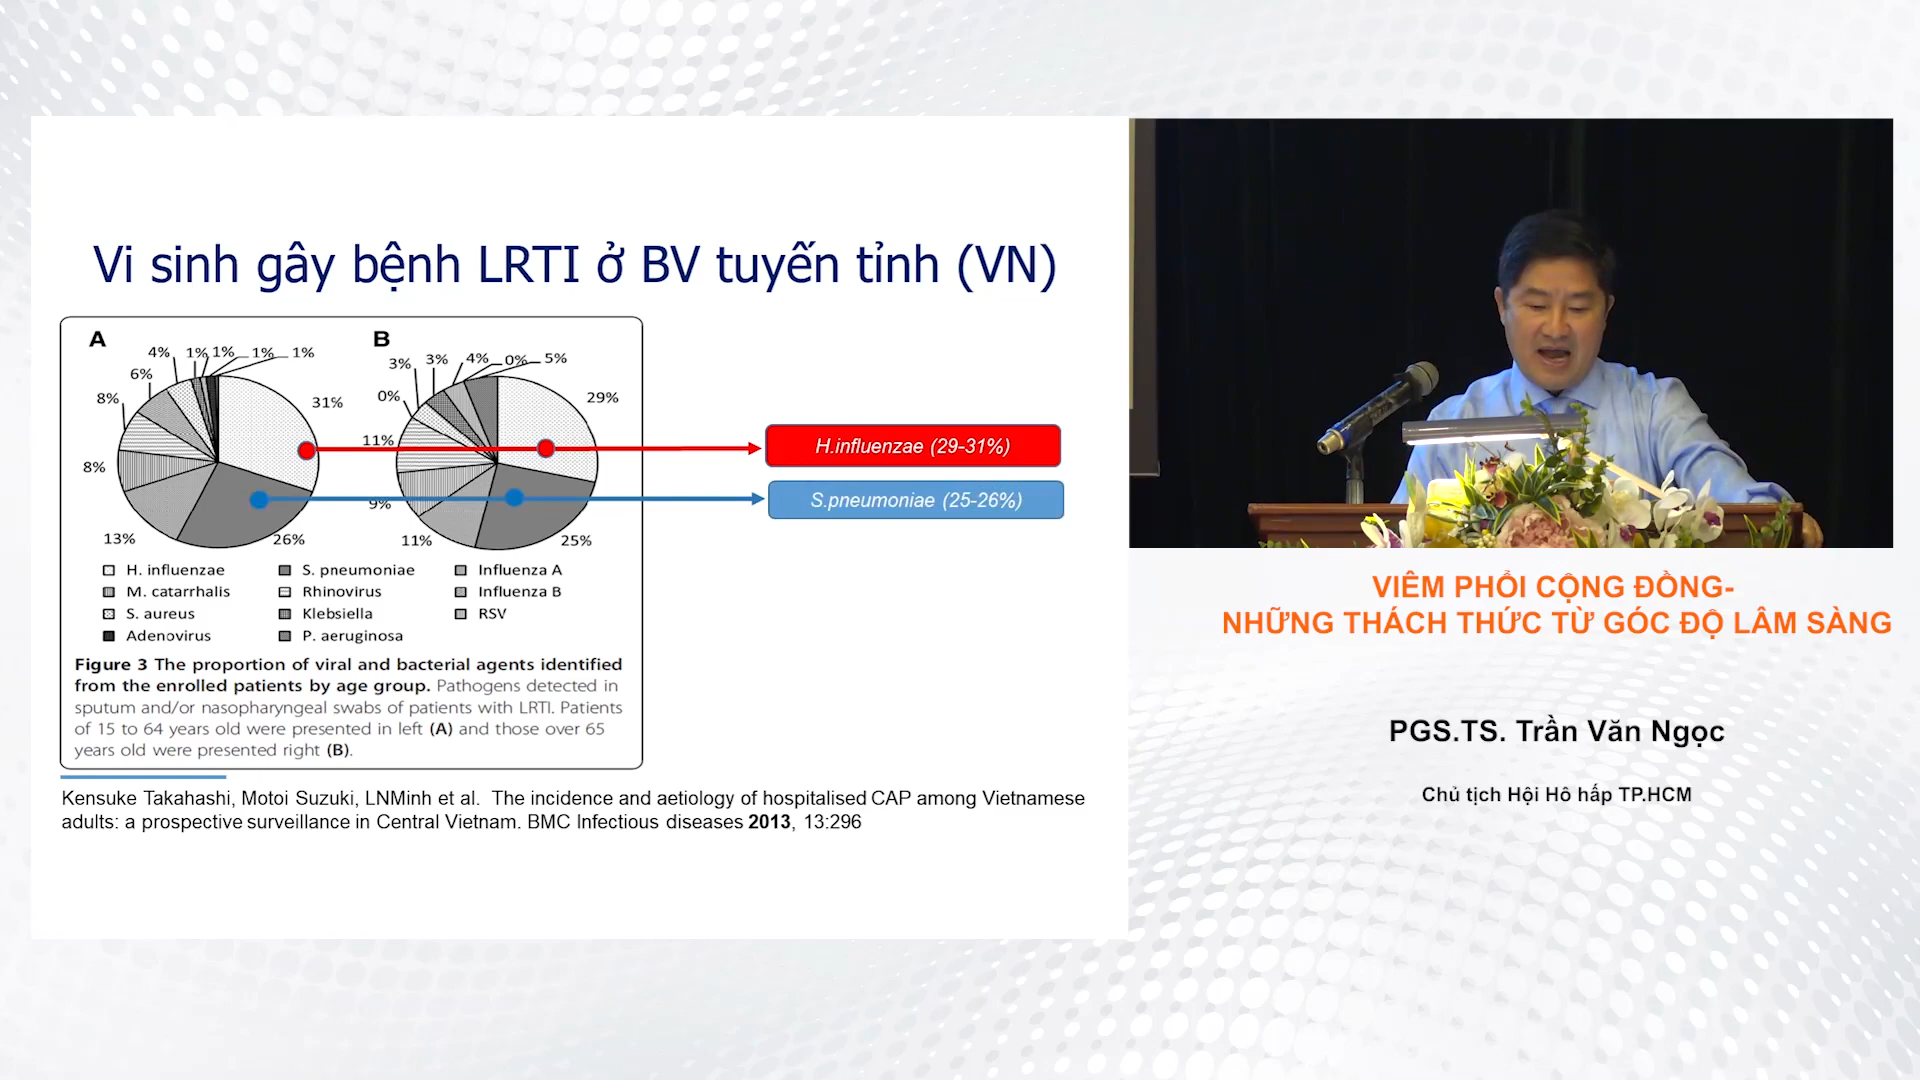 Vi sinh gây bệnh LRTI ở BV tuyến tỉnh (VN)
A
B
4%
1%
1%
1%
1%
6%
8%
8%
13%
31%
26%
3%
3%
4%
0%
5%
0%
11%
9%
11%
29%
25%
H.influenzae (29-31%)
S.pneumoniae (25-26%)
H. influenzae
S. pneumoniae
Influenza A
M. catarrhalis
Rhinovirus
Influenza B
S. aureus
Klebsiella
RSV
Adenovirus
P. aeruginosa
Figure 3 The proportion of viral and bacterial agents identified
from the enrolled patients by age group. Pathogens detected in
sputum and/or nasopharyngeal swabs of patients with LRTI. Patients
of 15 to 64 years old were presented in left (A) and those over 65
years old were presented right (B).
Kensuke Takahashi, Motoi Suzuki, LNMinh et al. The incidence and aetiology of hospitalised CAP among Vietnamese
adults: a prospective surveillance in Central Vietnam. BMC Infectious diseases 2013, 13:296
VIÊM PHỔI CỘNG ĐỒNG-
NHỮNG THÁCH THỨC TỪ GÓC ĐỘ LÂM SÀNG
PGS.TS. Trần Văn Ngọc
Chủ tịch Hội Hô hấp TP.HCM